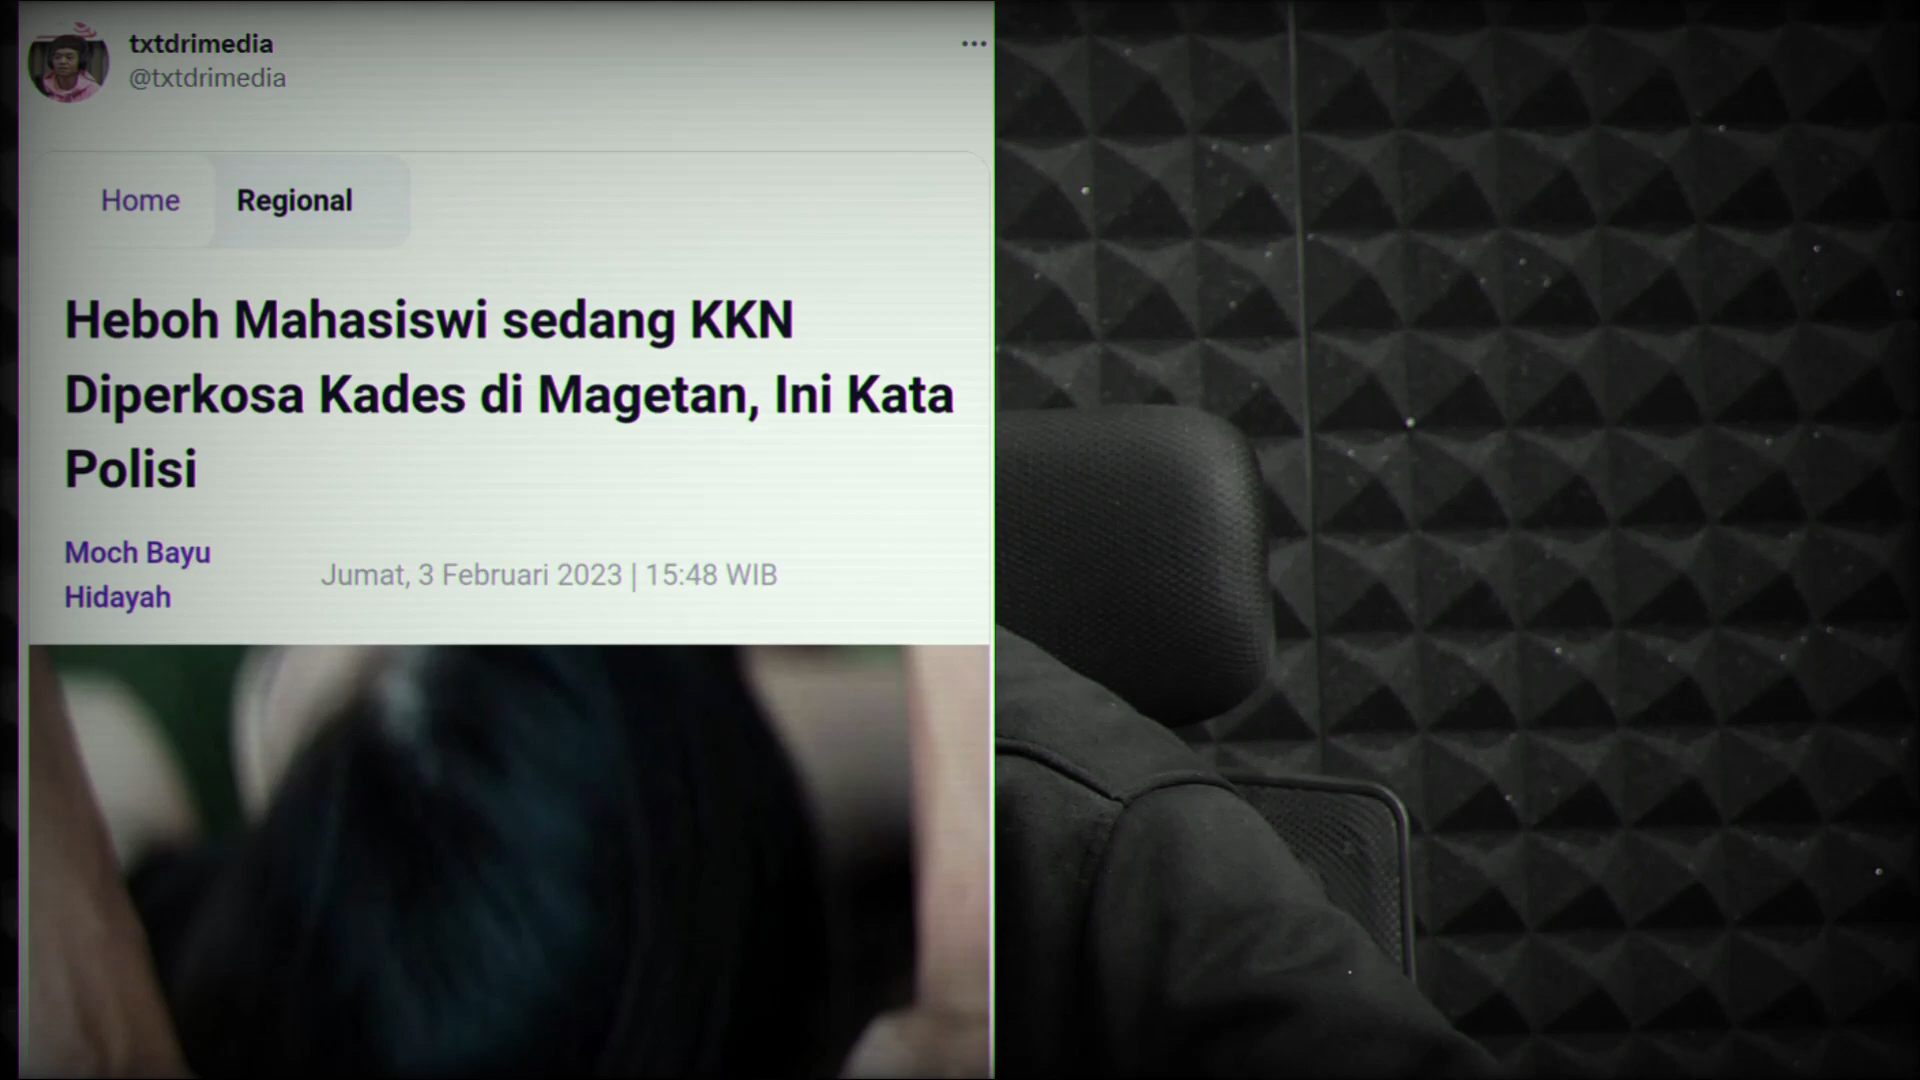 txtdrimedia
@txtdrimedia
Home Regional
Heboh Mahasiswi sedang KKN
Diperkosa Kades di Magetan, Ini Kata
Polisi
Moch Bayu
Hidayah
Jumat, 3 Februari 2023 | 15:48 WIB